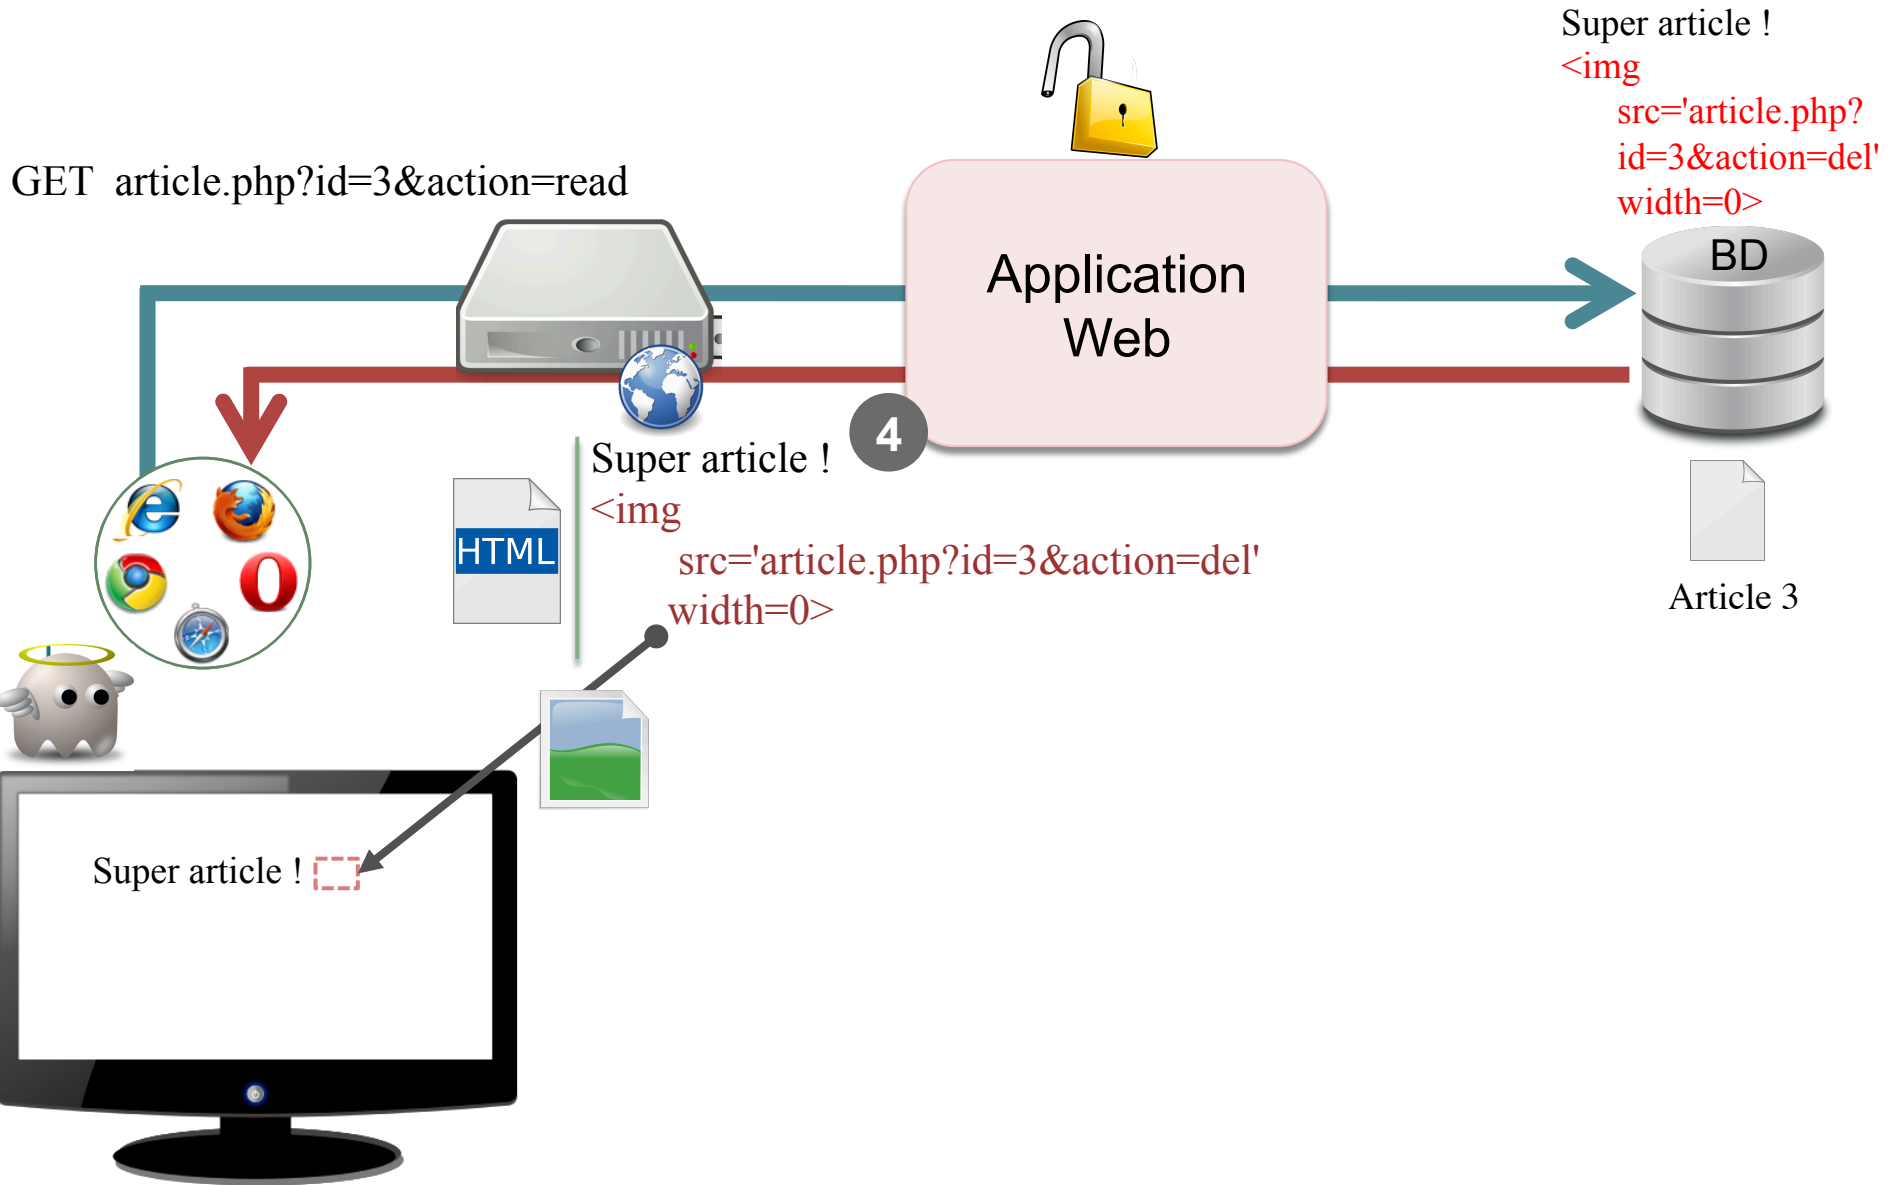 Super article !
<img
src='article.php?
id=3&action=del'
width=0>
GET article.php?id=3&action=read
Application
Web
BD
4
Super article !
<img
src='article.php?id=3&action=del'
width=0>
HTML
Article 3
Super article !